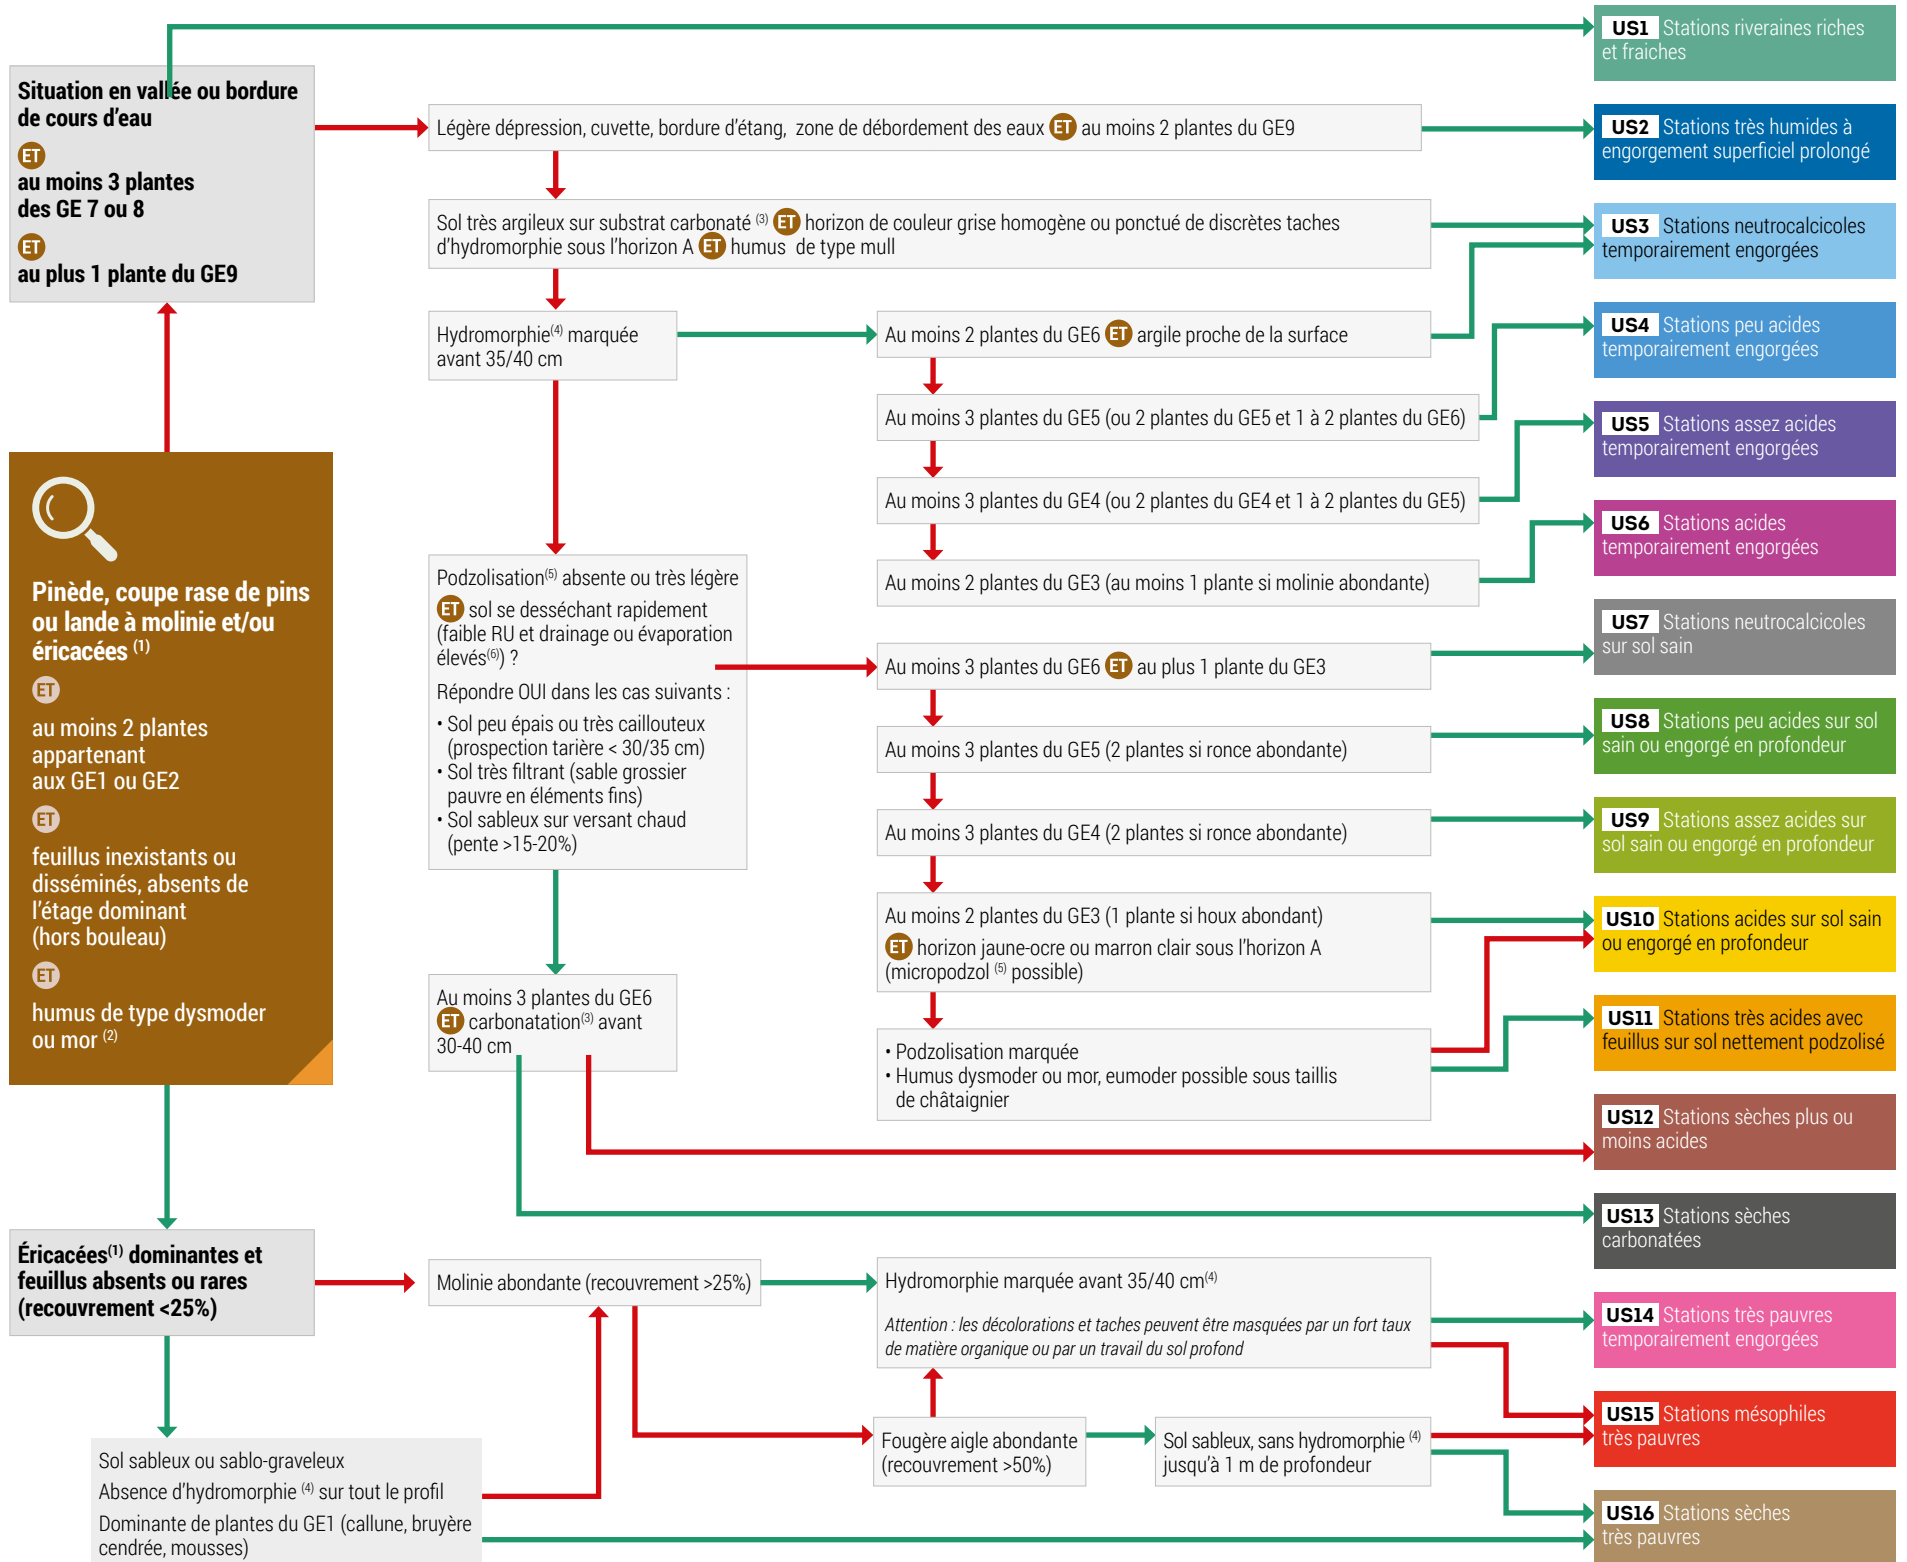 Situation en vallée ou bordure
de cours d'eau
ET
au moins 3 plantes
des GE 7 ou 8
ET
au plus 1 plante du GE9
Pinède, coupe rase de pins
ou lande à molinie et/ou
éricacées (1)
ET
au moins 2 plantes
appartenant
aux GE1 ou GE2
ET
feuillus inexistants ou
disséminés, absents de
l'étage dominant
(hors bouleau)
ET
humus de type dysmoder
ou mor (2)
Éricacées(1) dominantes et
feuillus absents ou rares
(recouvrement <25%)
Sol sableux ou sablo-graveleux
Absence d'hydromorphie (4) sur tout le profil
Dominante de plantes du GE1 (callune, bruyère
cendrée, mousses)
Légère dépression, cuvette, bordure d'étang, zone de débordement des eaux ET au moins 2 plantes du GE9
Sol très argileux sur substrat carbonaté (3) ET horizon de couleur grise homogène ou ponctué de discrètes taches
d'hydromorphie sous l'horizon A ET humus de type mull
Hydromorphie(4) marquée
avant 35/40 cm
Podzolisation(5) absente ou très légère
ET sol se desséchant rapidement
(faible RU et drainage ou évaporation
élevés(6)) ?
Répondre OUI dans les cas suivants :
• Sol peu épais ou très caillouteux
(prospection tarière < 30/35 cm)
• Sol très filtrant (sable grossier
pauvre en éléments fins)
• Sol sableux sur versant chaud
(pente >15-20%)
Au moins 3 plantes du GE6
ET carbonatation(3) avant
30-40 cm
Molinie abondante (recouvrement >25%)
Au moins 2 plantes du GE6 ET argile proche de la surface
Au moins 3 plantes du GE5 (ou 2 plantes du GE5 et 1 à 2 plantes du GE6)
Au moins 3 plantes du GE4 (ou 2 plantes du GE4 et 1 à 2 plantes du GE5)
Au moins 2 plantes du GE3 (au moins 1 plante si molinie abondante)
Au moins 3 plantes du GE6 ET au plus 1 plante du GE3
Au moins 3 plantes du GE5 (2 plantes si ronce abondante)
Au moins 3 plantes du GE4 (2 plantes si ronce abondante)
Au moins 2 plantes du GE3 (1 plante si houx abondant)
ET horizon jaune-ocre ou marron clair sous l'horizon A
(micropodzol (5) possible)
• Podzolisation marquée
• Humus dysmoder ou mor, eumoder possible sous taillis
de châtaignier
Hydromorphie marquée avant 35/40 cm(4)
Attention : les décolorations et taches peuvent être masquées par un fort taux
de matière organique ou par un travail du sol profond
Fougère aigle abondante
(recouvrement >50%)
Sol sableux, sans hydromorphie (4)
jusqu'à 1 m de profondeur
US1 Stations riveraines riches
et fraiches
US2 Stations très humides à
engorgement superficiel prolongé
US3 Stations neutrocalcicoles
temporairement engorgées
US4 Stations peu acides
temporairement engorgées
US5 Stations assez acides
temporairement engorgées
US6 Stations acides
temporairement engorgées
US7 Stations neutrocalcicoles
sur sol sain
US8 Stations peu acides sur sol
sain ou engorgé en profondeur
US9 Stations assez acides sur
sol sain ou engorgé en profondeur
US10 Stations acides sur sol sain
ou engorgé en profondeur
US11 Stations très acides avec
feuillus sur sol nettement podzolisé
US12 Stations sèches plus ou
moins acides
US13 Stations sèches
carbonatées
US14 Stations très pauvres
temporairement engorgées
US15 Stations mésophiles
très pauvres
US16 Stations sèches
très pauvres